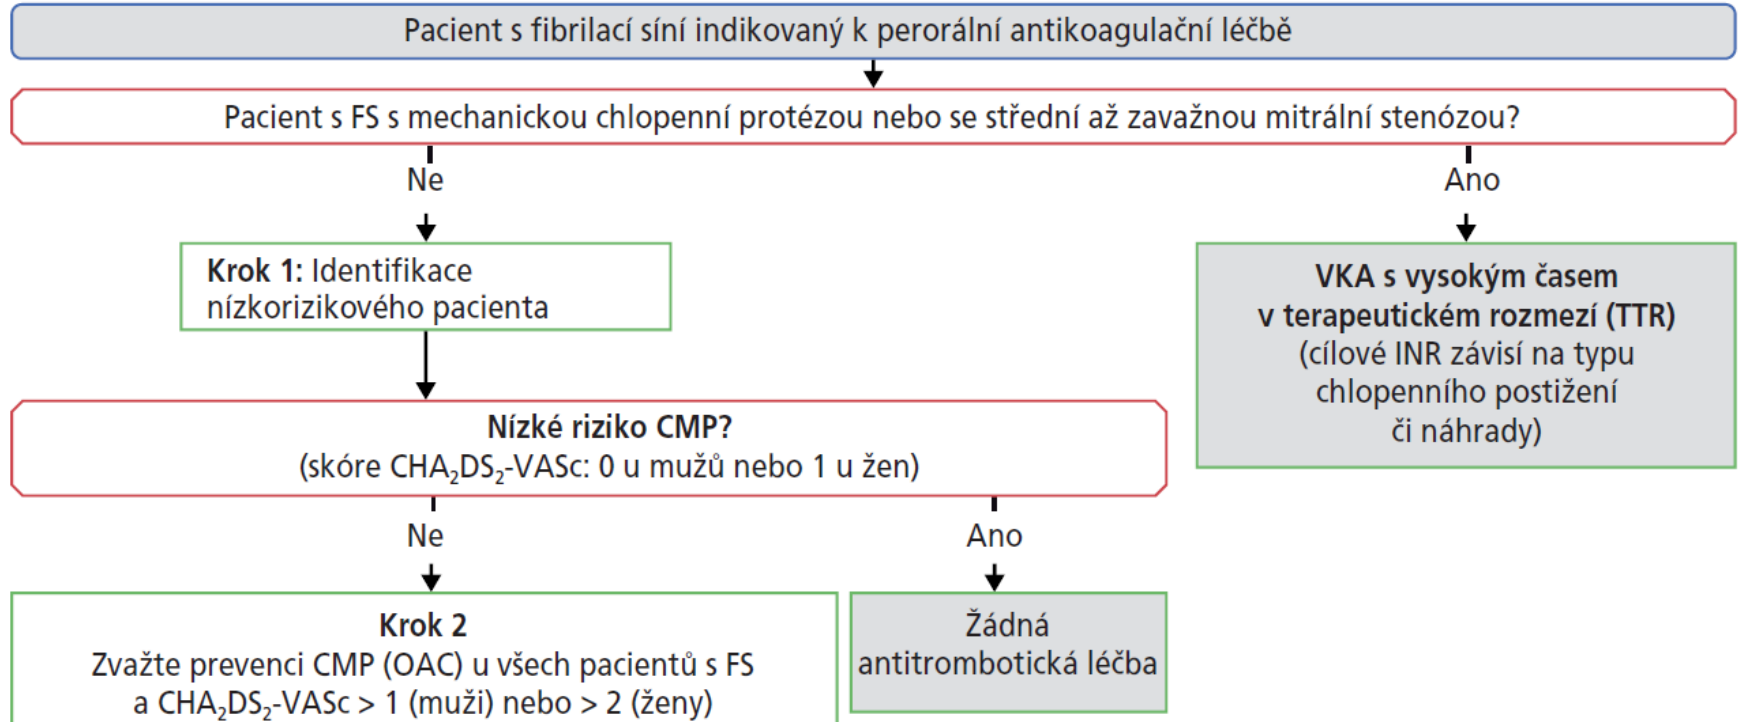 Pacient s fibrilací síní indikovaný k perorální antikoagulační léčbě
Pacient s FS s mechanickou chlopenní protézou nebo se střední až zavažnou mitrální stenózou?
Ne
Ano
Krok 1: Identifikace
nízkorizikového pacienta
VKA s vysokým časem
v terapeutickém rozmezí (TTR)
(cílové INR závisí na typu
chlopenního postižení
či náhrady)
Nízké riziko CMP?
(skóre CHA₂DS₂-VASc: 0 u mužů nebo 1 u žen)
Ne
Ano
Krok 2
Zvažte prevenci CMP (OAC) u všech pacientů s FS
a CHA₂DS₂-VASc > 1 (muži) nebo > 2 (ženy)
Žádná
antitrombotická léčba